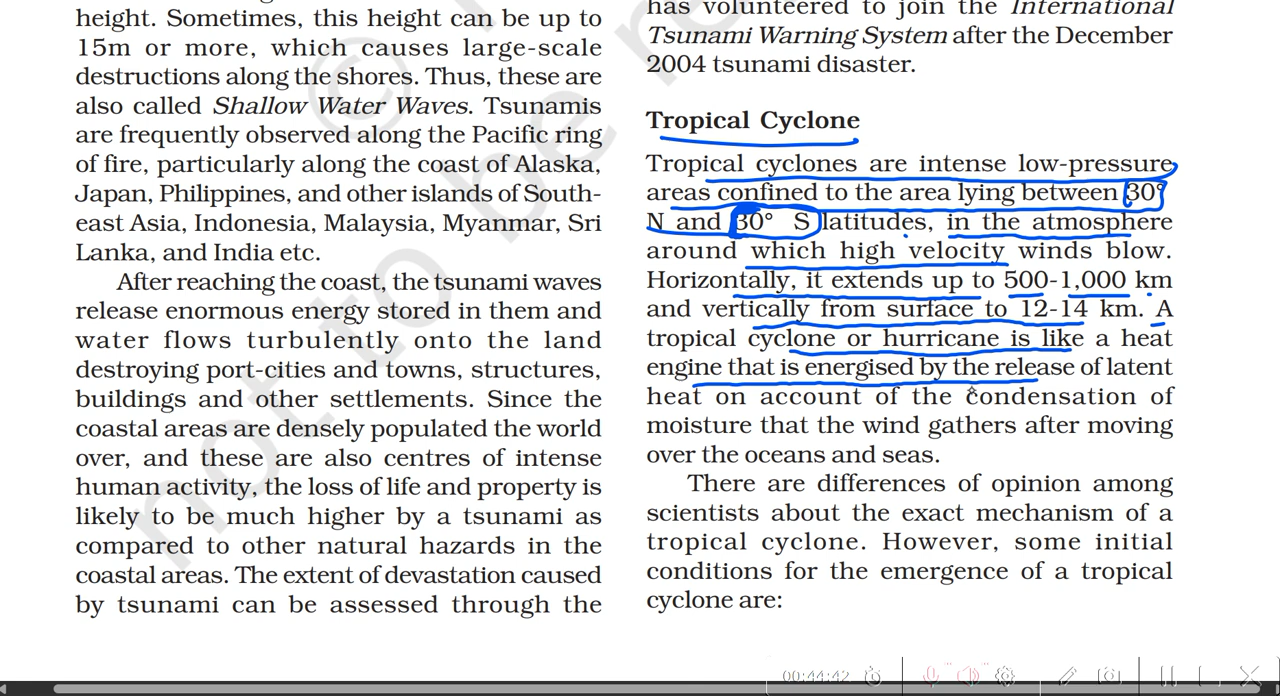 height. Sometimes, this height can be up to
15m or more, which causes large-scale
destructions along the shores. Thus, these are
also called Shallow Water Waves. Tsunamis
are frequently observed along the Pacific ring
of fire, particularly along the coast of Alaska,
Japan, Philippines, and other islands of South-
east Asia, Indonesia, Malaysia, Myanmar, Sri
Lanka, and India etc.
After reaching the coast, the tsunami waves
release enormous energy stored in them and
water flows turbulently onto the land
destroying port-cities and towns, structures,
buildings and other settlements. Since the
coastal areas are densely populated the world
over, and these are also centres of intense
human activity, the loss of life and property is
likely to be much higher by a tsunami as
compared to other natural hazards in the
coastal areas. The extent of devastation caused
by tsunami can be assessed through the
has volunteered to join the International
Tsunami Warning System after the December
2004 tsunami disaster.
Tropical Cyclone
Tropical cyclones are intense low-pressure
areas confined to the area lying between 30°
N and 30° S latitudes, in the atmosphere
around which high velocity winds blow.
Horizontally, it extends up to 500-1,000 km
and vertically from surface to 12-14 km. A
tropical cyclone or hurricane is like a heat
engine that is energised by the release of latent
heat on account of the condensation of
moisture that the wind gathers after moving
over the oceans and seas.
There are differences of opinion among
scientists about the exact mechanism of a
tropical cyclone. However, some initial
conditions for the emergence of a tropical
cyclone are:
not to be re
©
00:44:42